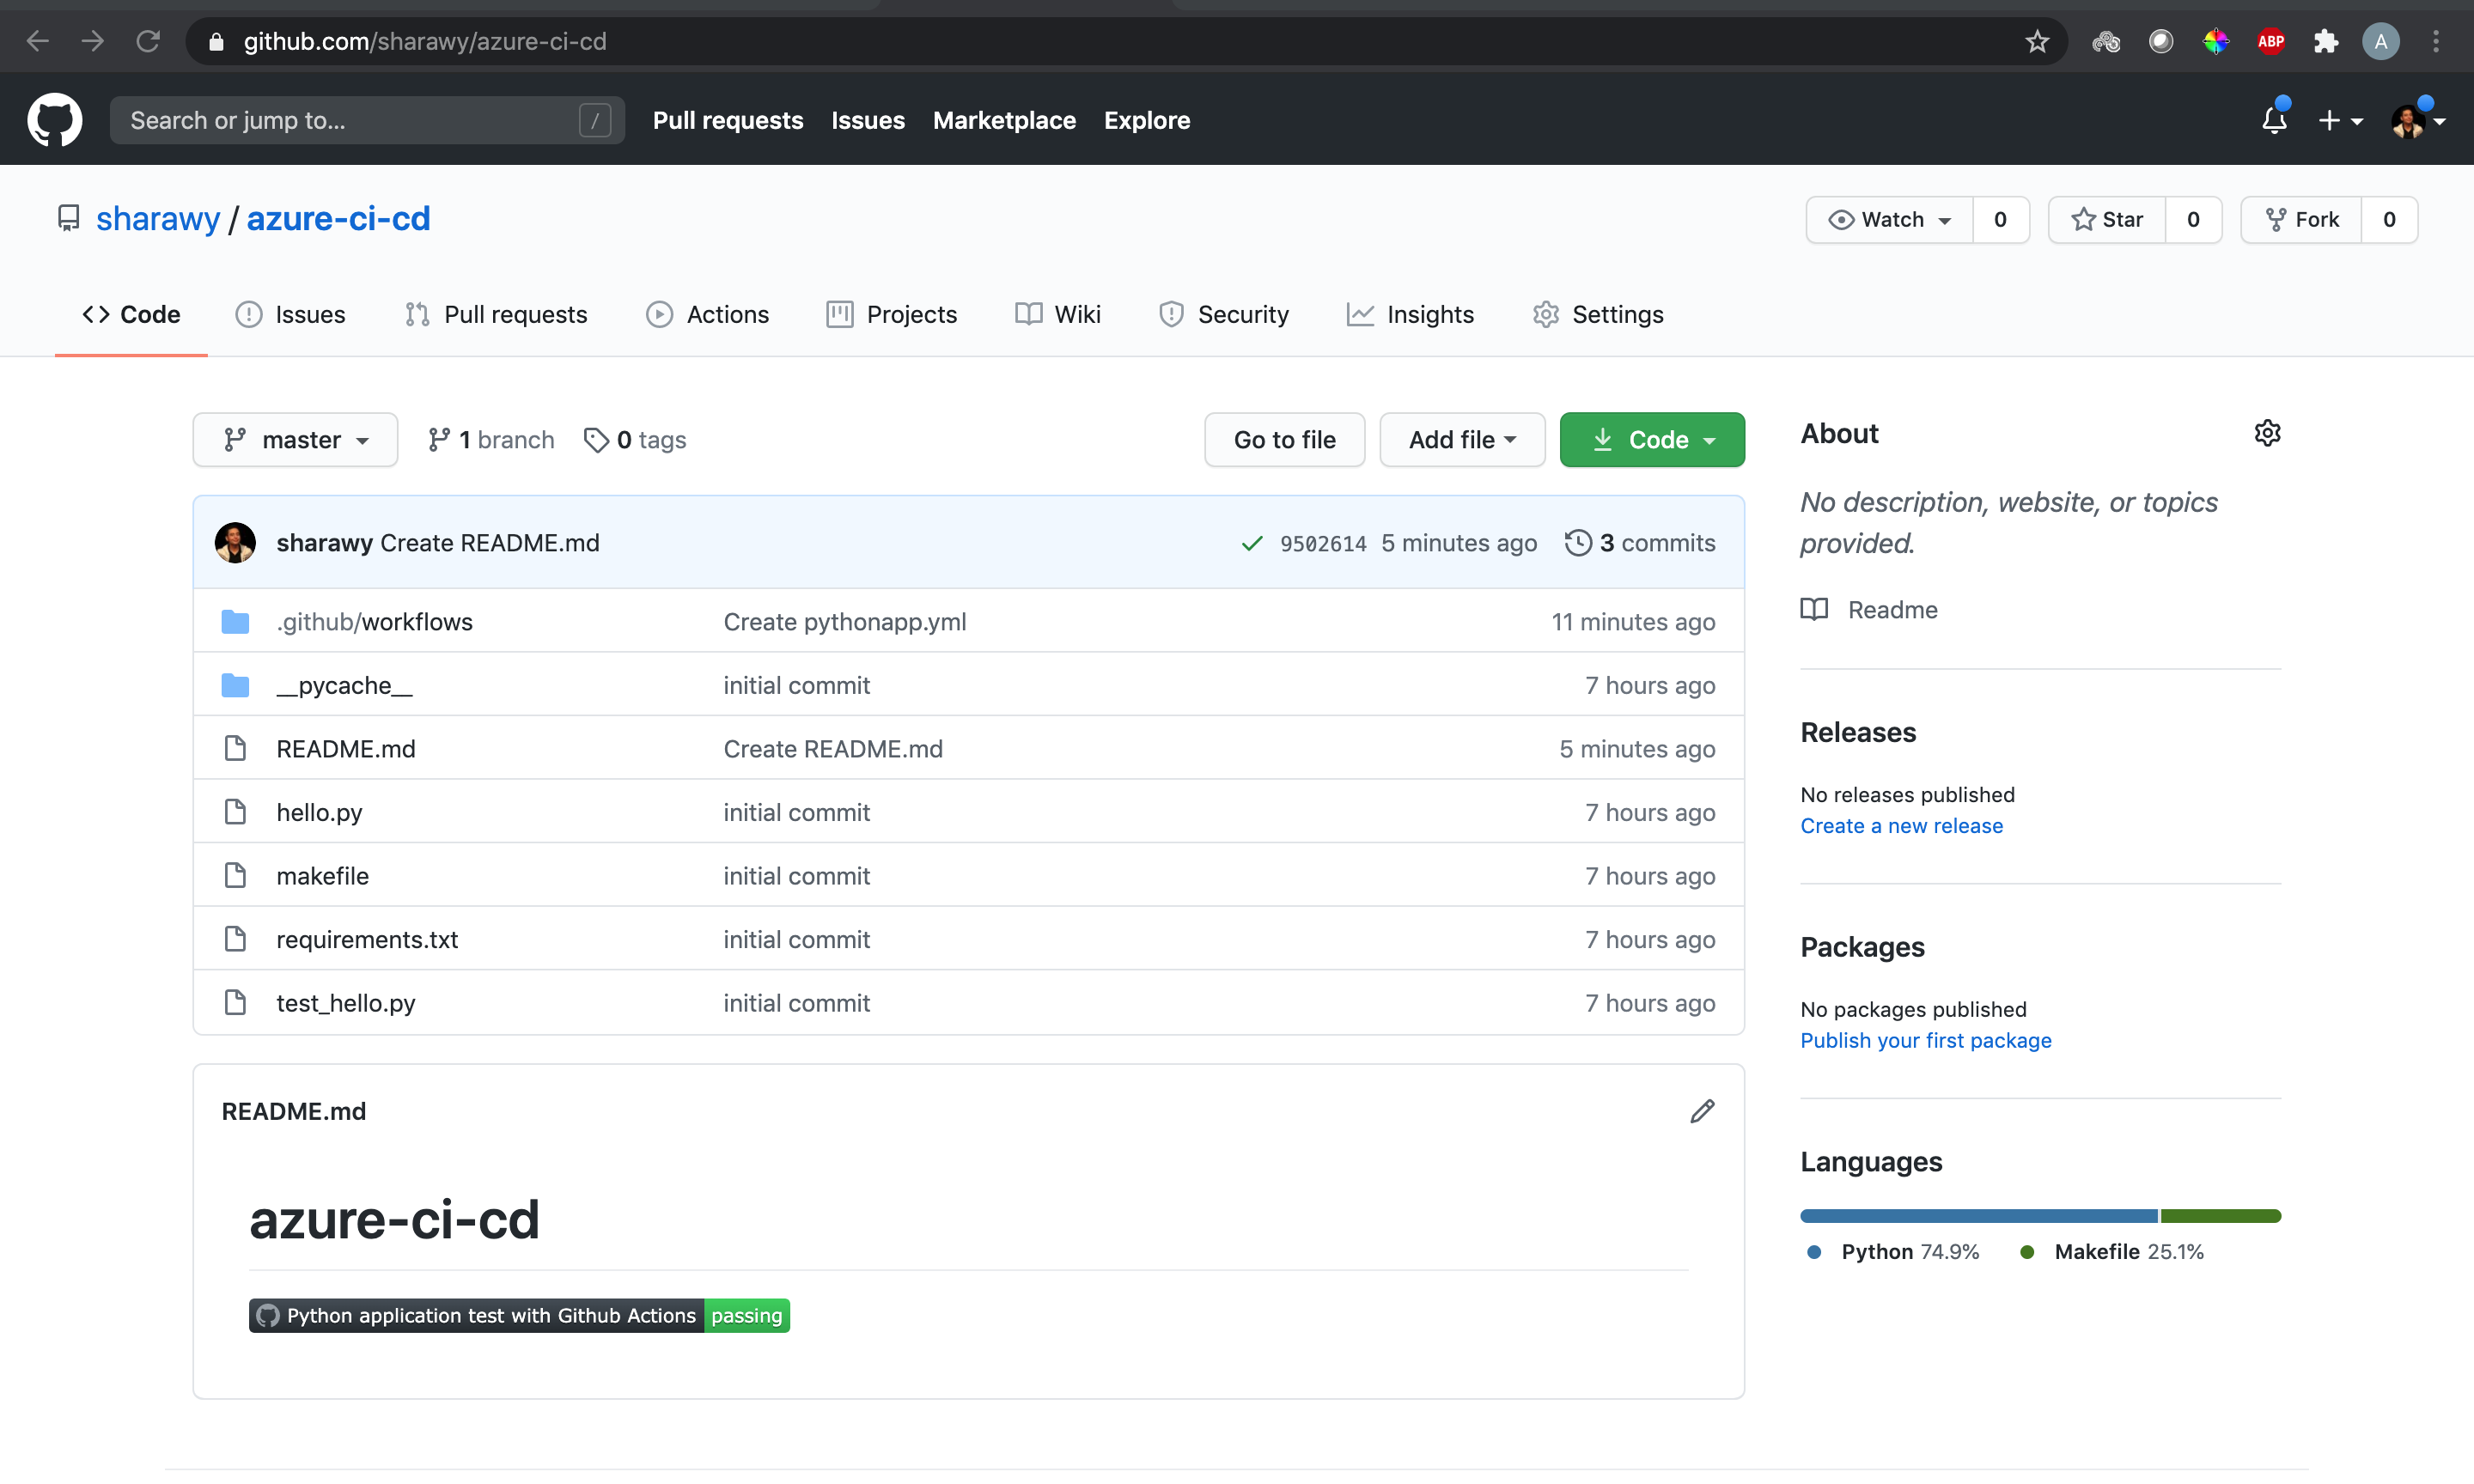 github.com/sharawy/azure-ci-cd
ABP
A
Search or jump to... /
Pull requests Issues Marketplace Explore
sharawy / azure-ci-cd
Watch 0 Star 0 Fork 0
Code Issues Pull requests Actions Projects Wiki Security Insights Settings
master 1 branch 0 tags Go to file Add file Code
sharawy Create README.md 9502614 5 minutes ago 3 commits
.github/workflows Create pythonapp.yml 11 minutes ago
__pycache__ initial commit 7 hours ago
README.md Create README.md 5 minutes ago
hello.py initial commit 7 hours ago
makefile initial commit 7 hours ago
requirements.txt initial commit 7 hours ago
test_hello.py initial commit 7 hours ago
README.md
azure-ci-cd
Python application test with Github Actions passing
About
No description, website, or topics
provided.
Readme
Releases
No releases published
Create a new release
Packages
No packages published
Publish your first package
Languages
Python 74.9% Makefile 25.1%